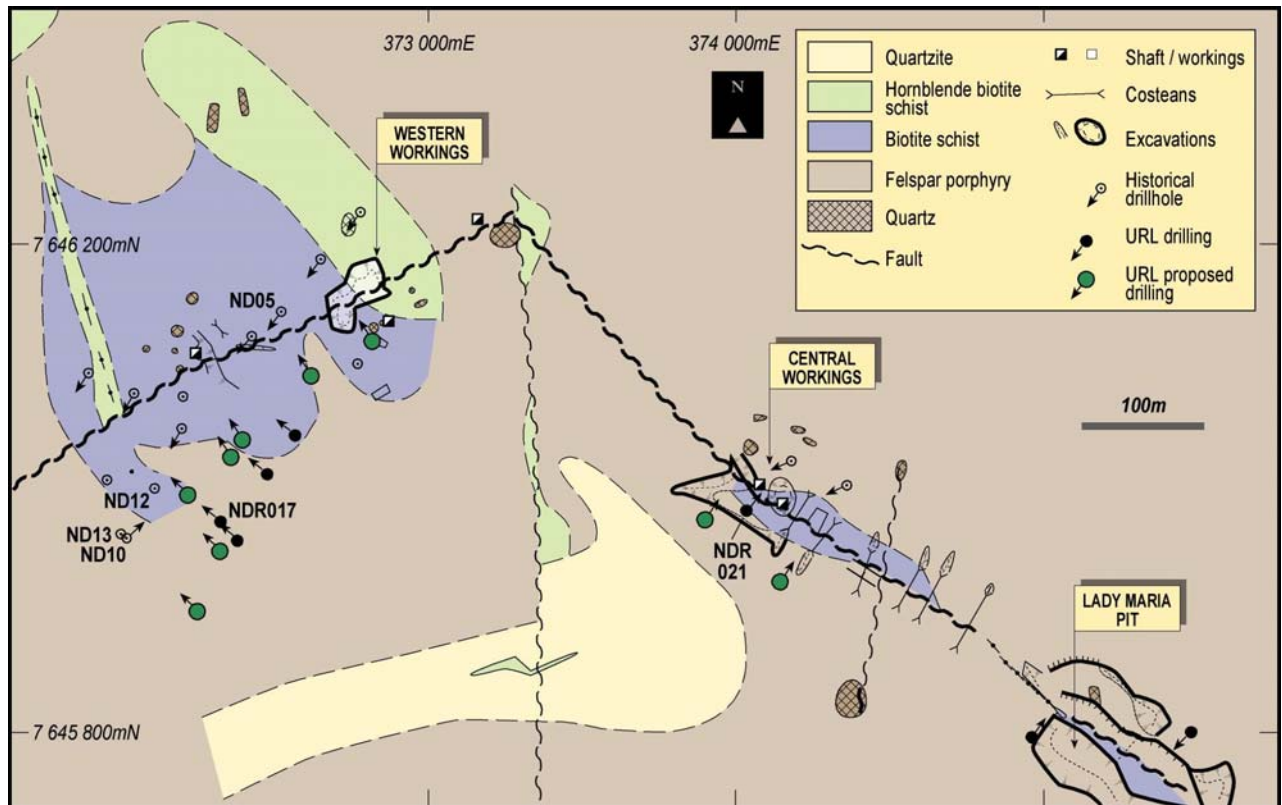 373 000mE
374 000mE
N
Quartzite
Hornblende biotite
schist
Biotite schist
Felspar porphyry
Quartz
Fault
Shaft / workings
Costeans
Excavations
Historical
drillhole
URL drilling
URL proposed
drilling
WESTERN
WORKINGS
7 646 200mN
ND05
CENTRAL
WORKINGS
100m
ND12
NDR017
ND13
ND10
NDR
021
LADY MARIA
PIT
7 645 800mN